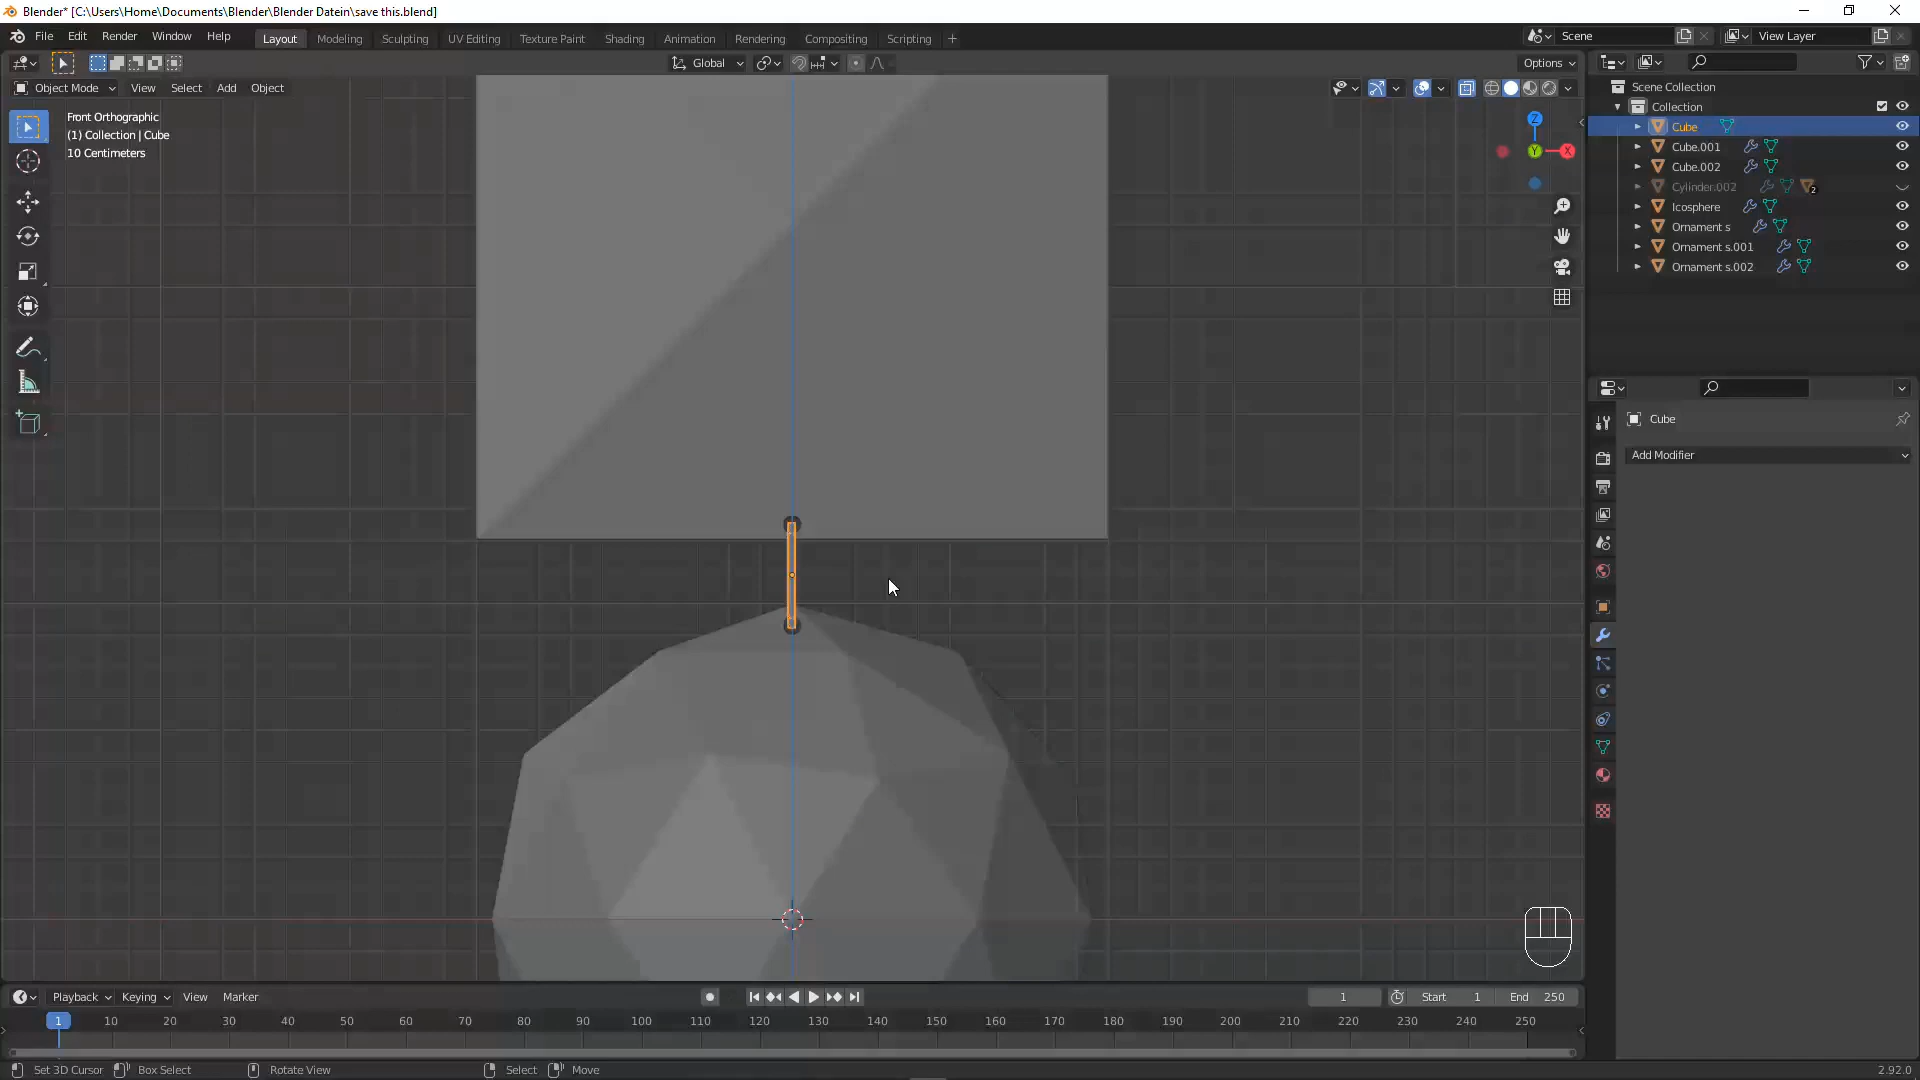 Blender* [C:\Users\Home\Documents\Blender\Blender Datein\save this.blend]
File Edit Render Window Help Layout Modeling Sculpting UV Editing Texture Paint Shading Animation Rendering Compositing Scripting + Scene View Layer
Global Options
Object Mode View Select Add Object
Front Orthographic
(1) Collection | Cube
10 Centimeters
Z
Y
X
Scene Collection
Collection
Cube
Cube.001
Cube.002
Cylinder.002 2
Icosphere
Ornament s
Ornament s.001
Ornament s.002
Cube
Add Modifier
Playback Keying View Marker 1 Start 1 End 250
1 10 20 30 40 50 60 70 80 90 100 110 120 130 140 150 160 170 180 190 200 210 220 230 240 250
Set 3D Cursor Box Select Rotate View Select Move 2.92.0